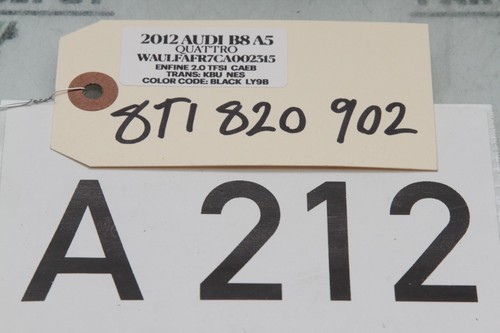 2012 AUDI B8 A5
QUATTRO
WAULFAFR7CA002315
ENFINE 2.0 TFSI CAEB
TRANS: KBU NES
COLOR CODE: BLACK LY9B
8T1 820 902
A 212